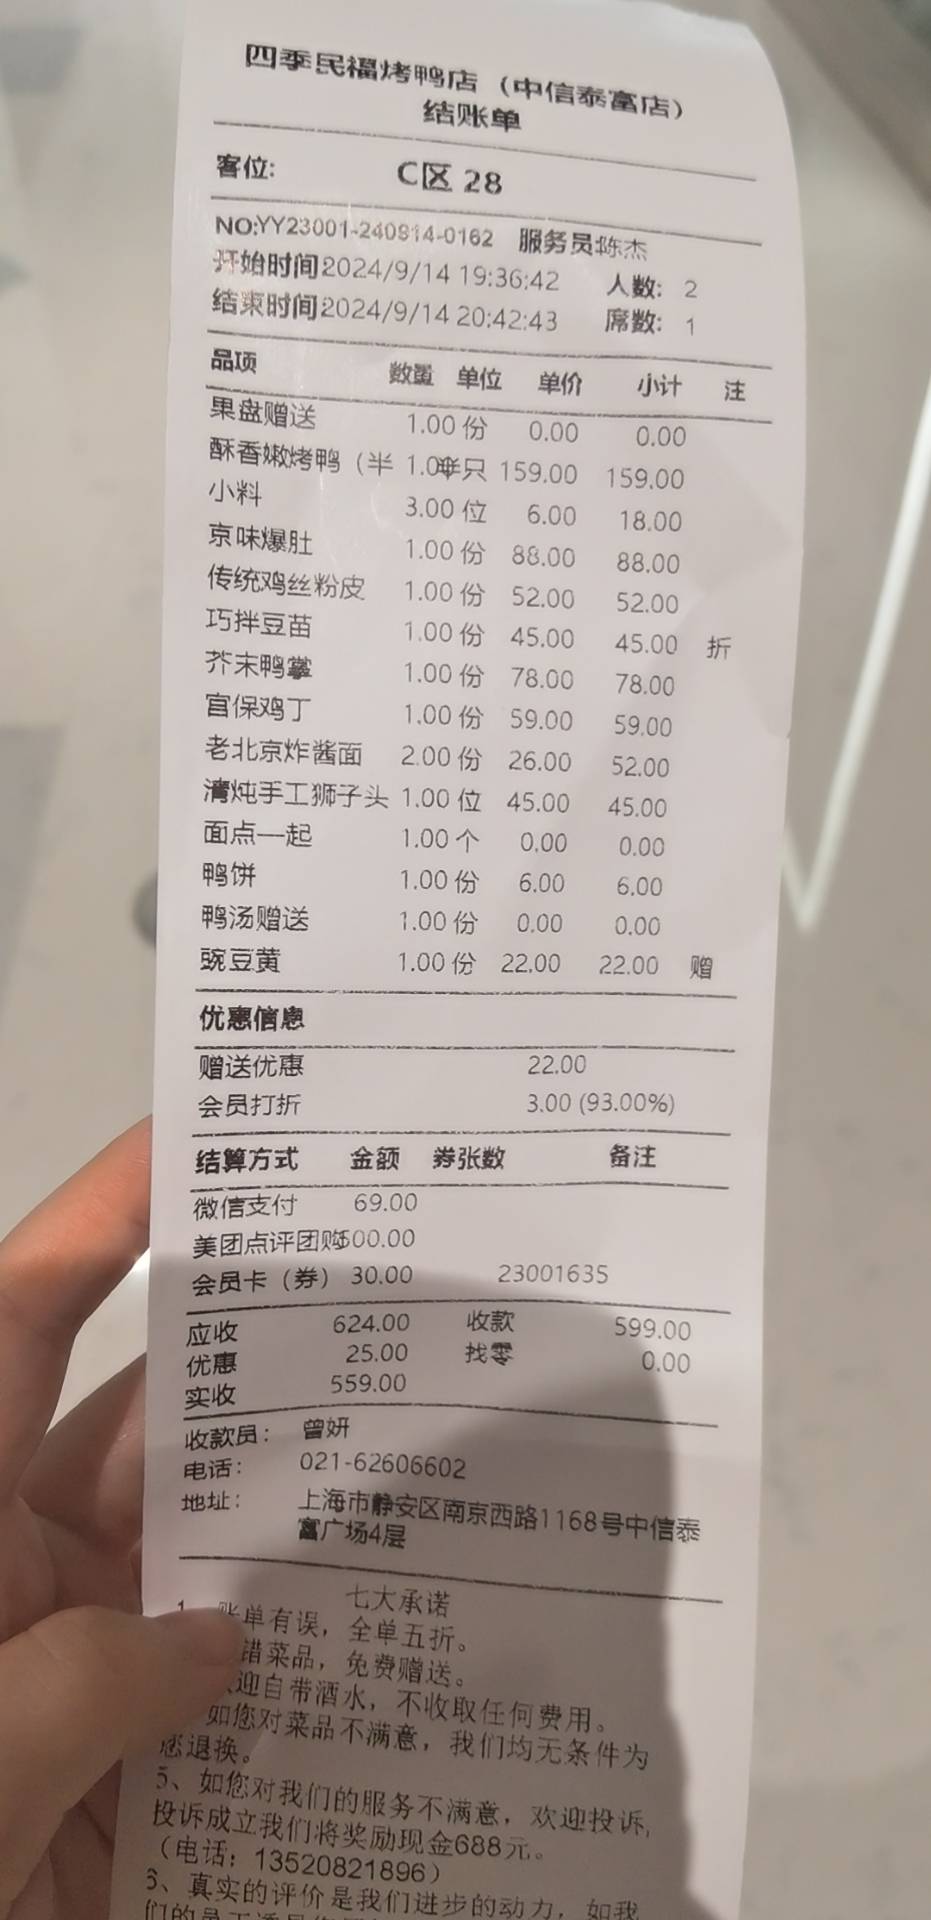 四季民福烤鸭店（中信泰富店）
结账单
客位: C区 28
NO:YY23001-240914-0162 服务员:陈杰
开始时间2024/9/14 19:36:42 人数: 2
结束时间2024/9/14 20:42:43 席数: 1
品项 数量 单位 单价 小计 注
果盘赠送 1.00 份 0.00 0.00
酥香嫩烤鸭（半 1.00半只 159.00 159.00
小料 3.00 位 6.00 18.00
京味爆肚 1.00 份 88.00 88.00
传统鸡丝粉皮 1.00 份 52.00 52.00
巧拌豆苗 1.00 份 45.00 45.00 折
芥末鸭掌 1.00 份 78.00 78.00
宫保鸡丁 1.00 份 59.00 59.00
老北京炸酱面 2.00 份 26.00 52.00
清炖手工狮子头 1.00 位 45.00 45.00
面点一起 1.00 个 0.00 0.00
鸭饼 1.00 份 6.00 6.00
鸭汤赠送 1.00 份 0.00 0.00
豌豆黄 1.00 份 22.00 22.00 赠
优惠信息
赠送优惠 22.00
会员打折 3.00 (93.00%)
结算方式 金额 券张数 备注
微信支付 69.00
美团点评团购500.00
会员卡（券） 30.00 23001635
应收 624.00 收款 599.00
优惠 25.00 找零 0.00
实收 559.00
收款员: 曾妍
电话: 021-62606602
地址: 上海市静安区南京西路1168号中信泰
富广场4层
七大承诺
1、账单有误，全单五折。
错菜品，免费赠送。
迎自带酒水，不收取任何费用。
如您对菜品不满意，我们均无条件为
您退换。
5、如您对我们的服务不满意，欢迎投诉,
投诉成立我们将奖励现金688元。
（电话：13520821896）
6、真实的评价是我们进步的动力，如我
们的员工